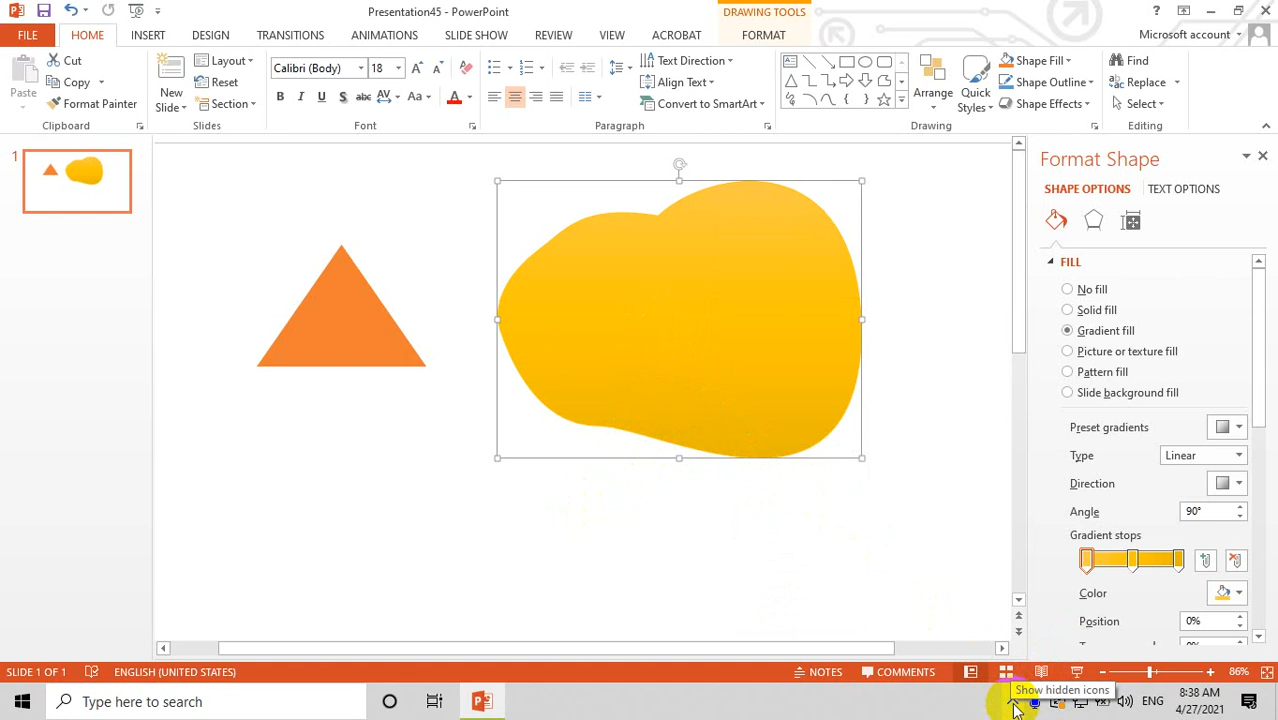 Presentation45 - PowerPoint
DRAWING TOOLS
FILE HOME INSERT DESIGN TRANSITIONS ANIMATIONS SLIDE SHOW REVIEW VIEW ACROBAT FORMAT
Microsoft account
Paste
Cut
Copy
Format Painter
Clipboard
New Slide
Layout
Reset
Section
Slides
Calibri (Body) 18
B I U S abc AV Aa A
Font
Text Direction
Align Text
Convert to SmartArt
Paragraph
Arrange
Quick Styles
Shape Fill
Shape Outline
Shape Effects
Drawing
Find
Replace
Select
Editing
1
Format Shape
SHAPE OPTIONS TEXT OPTIONS
FILL
No fill
Solid fill
Gradient fill
Picture or texture fill
Pattern fill
Slide background fill
Preset gradients
Type Linear
Direction
Angle 90°
Gradient stops
Color
Position 0%
SLIDE 1 OF 1 ENGLISH (UNITED STATES) NOTES COMMENTS 86%
Show hidden icons
Type here to search
ENG
8:38 AM
4/27/2021